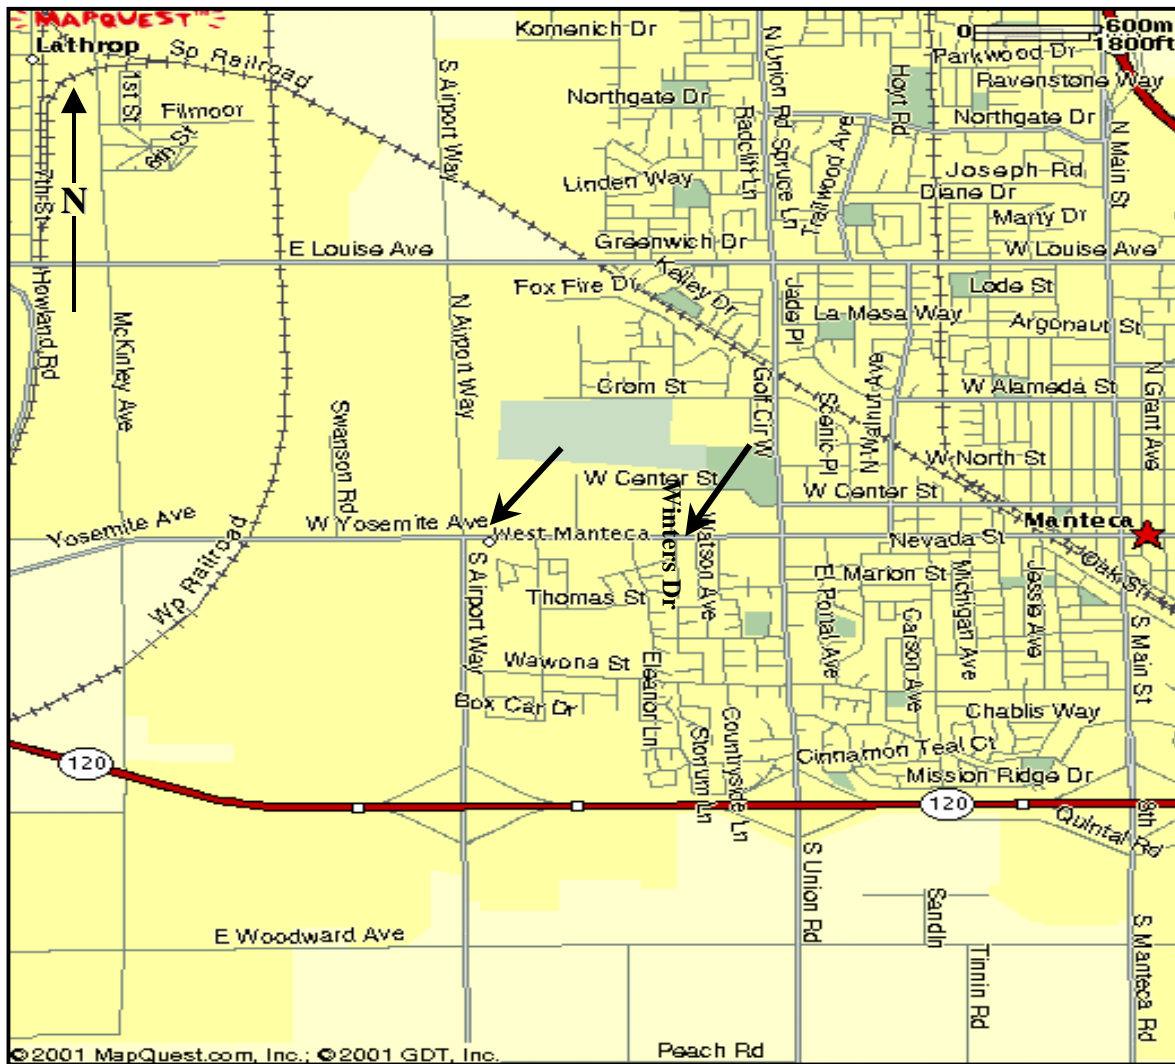 MAPQUEST™
Komenich Dr
0 600m
1800ft
Parkwood Dr
Lathrop
Sp Railroad
S Airport Way
N Union Rd
Hoyt Rd
Ravenstone Way
1st St
Northgate Dr
Northgate Dr
Filmoor
Radcliff Ln
Spruce Ln
Trailwood Ave
N Main St
6th St
7th St
N
Linden Way
Joseph Rd
Diane Dr
Marty Dr
Greenwich Dr
E Louise Ave
W Louise Ave
Kelley Dr
Fox Fire Dr
Lode St
Howland Rd
McKinley Ave
N Airport Way
Jade Pl
La Mesa Way
Argonaut St
Crom St
Golf Cir W
N Walnut Ave
W Alameda St
N Grant Ave
Scenic Pl
Swanson Rd
W North St
W Center St
W Center St
Winters Dr
Yosemite Ave
W Yosemite Ave
West Manteca
Watson Ave
Manteca
Nevada St
Oak St
Wp Railroad
S Airport Way
Thomas St
E Marion St
Michigan Ave
Jessie Ave
El Portal Ave
Carson Ave
S Main St
Wawona St
Eleanor Ln
Box Car Dr
Chablis Way
Storium Ln
Countryside Ln
Cinnamon Teal Ct
120
Mission Ridge Dr
120
8th
Quintal Rd
S Union Rd
Sandln
E Woodward Ave
Tinnin Rd
S Manteca Rd
Peach Rd
©2001 MapQuest.com, Inc.; ©2001 GDT, Inc.